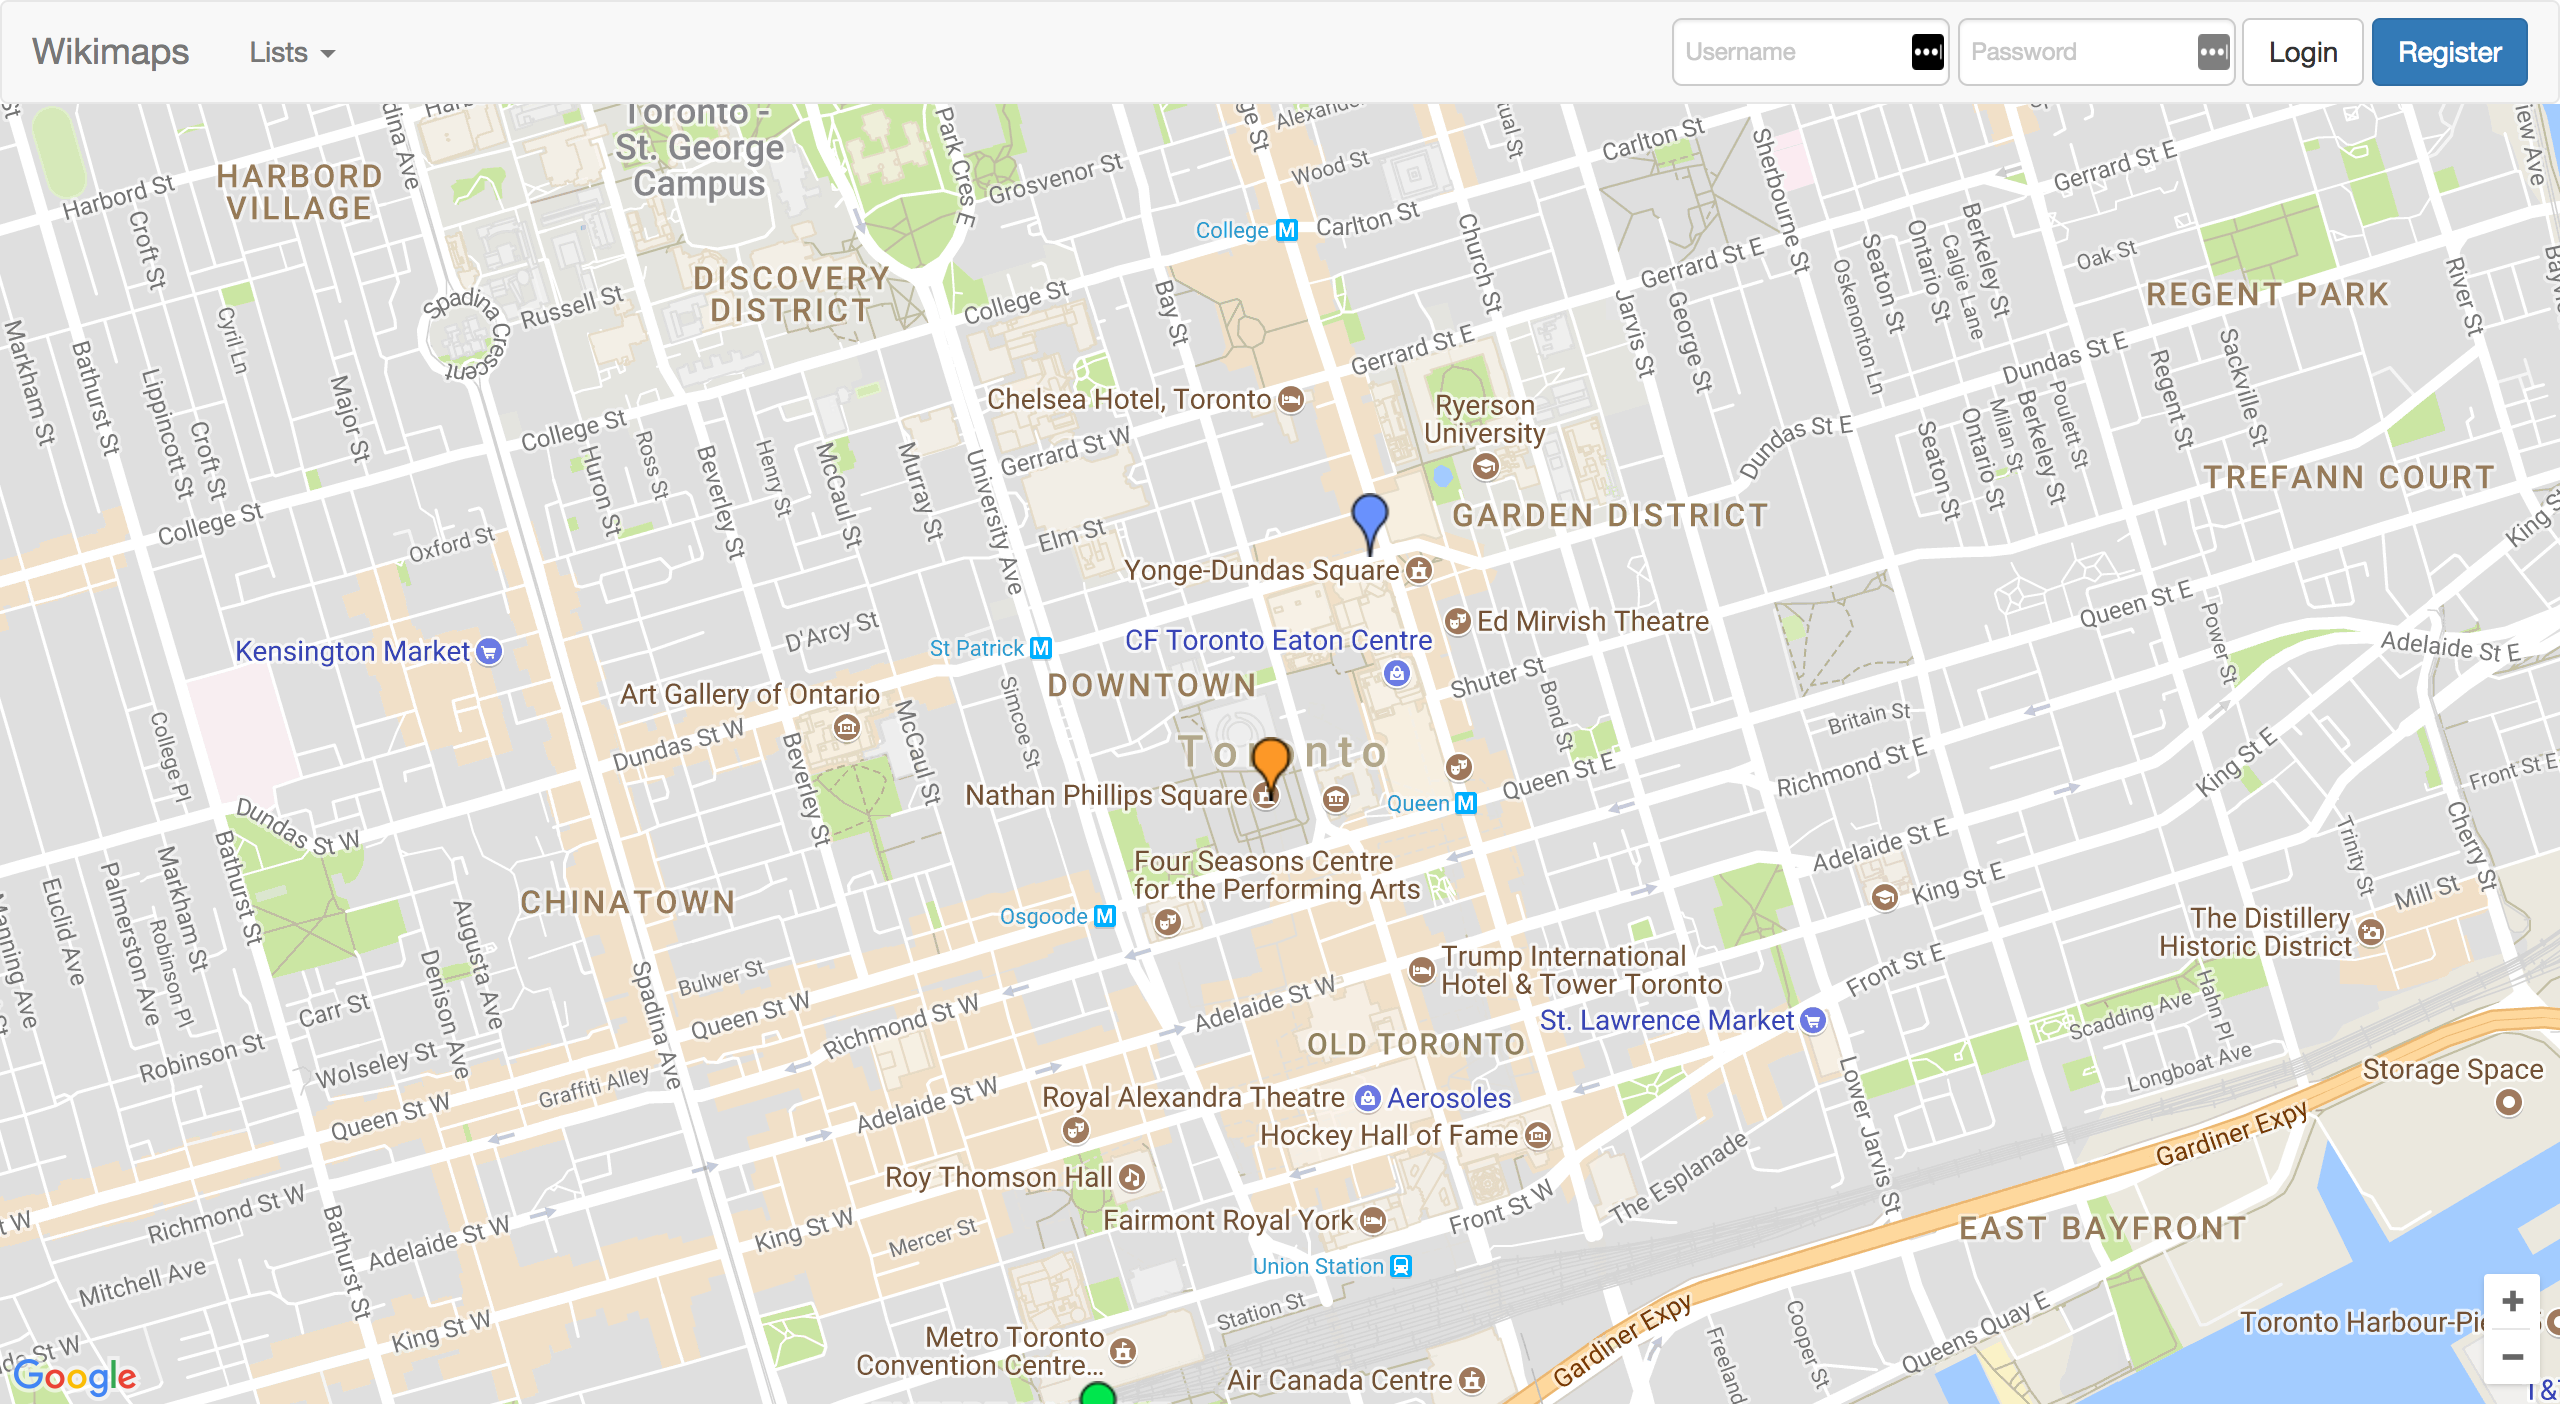 Wikimaps
Lists
Username
Password
Login
Register
Toronto -
St. George
Campus
HARBORD
VILLAGE
Harbord St
Croft St
Park Cres E
Grosvenor St
Wood St
Carlton St
Carlton St
Gerrard St E
Sherbourne St
College
Church St
DISCOVERY
DISTRICT
Spadina Crescent
Russell St
College St
Bay St
Gerrard St E
Jarvis St
George St
Oskenonton Ln
Seaton St
Ontario St
Calgie Lane
Berkeley St
Oak St
REGENT PARK
River St
Markham St
Bathurst St
Cyril Ln
Lippincott St
Croft St
Major St
College St
Huron St
Ross St
Beverley St
Henry St
McCaul St
Murray St
University Ave
Chelsea Hotel, Toronto
Gerrard St W
Gerrard St E
Ryerson
University
Dundas St E
Dundas St E
Regent St
Sackville St
Seaton St
Ontario St
Milan St
Berkeley St
Poulett St
TREFANN COURT
College St
Oxford St
Elm St
GARDEN DISTRICT
King St
Yonge-Dundas Square
Ed Mirvish Theatre
Queen St E
Power St
Adelaide St E
Kensington Market
D'Arcy St
St Patrick
CF Toronto Eaton Centre
DOWNTOWN
Shuter St
Bond St
Britain St
Art Gallery of Ontario
Simcoe St
College Pl
Dundas St W
Beverley St
McCaul St
Toronto
Nathan Phillips Square
Queen
Queen St E
Richmond St E
King St E
Front St E
Dundas St W
Bathurst St
Adelaide St E
Trinity St
Cherry St
Four Seasons Centre
for the Performing Arts
Euclid Ave
Palmerston Ave
Markham St
Robinson Pl
Manning Ave
CHINATOWN
Osgoode
King St E
Mill St
The Distillery
Historic District
Augusta Ave
Denison Ave
Spadina Ave
Bulwer St
Queen St W
Richmond St W
Adelaide St W
Trump International
Hotel & Tower Toronto
Front St E
Hahn Pl
Carr St
Robinson St
Wolseley St
Graffiti Alley
St. Lawrence Market
Scadding Ave
OLD TORONTO
Longboat Ave
Storage Space
Lower Jarvis St
Queen St W
Adelaide St W
Royal Alexandra Theatre
Aerosoles
Hockey Hall of Fame
Gardiner Expy
The Esplanade
Roy Thomson Hall
Richmond St W
Bathurst St
Adelaide St W
King St W
Mercer St
Fairmont Royal York
Front St W
EAST BAYFRONT
Union Station
Mitchell Ave
King St W
Station St
Gardiner Expy
Cooper St
Freeland
Queens Quay E
Toronto Harbour-Pie
Metro Toronto
Convention Centre...
Air Canada Centre
Google